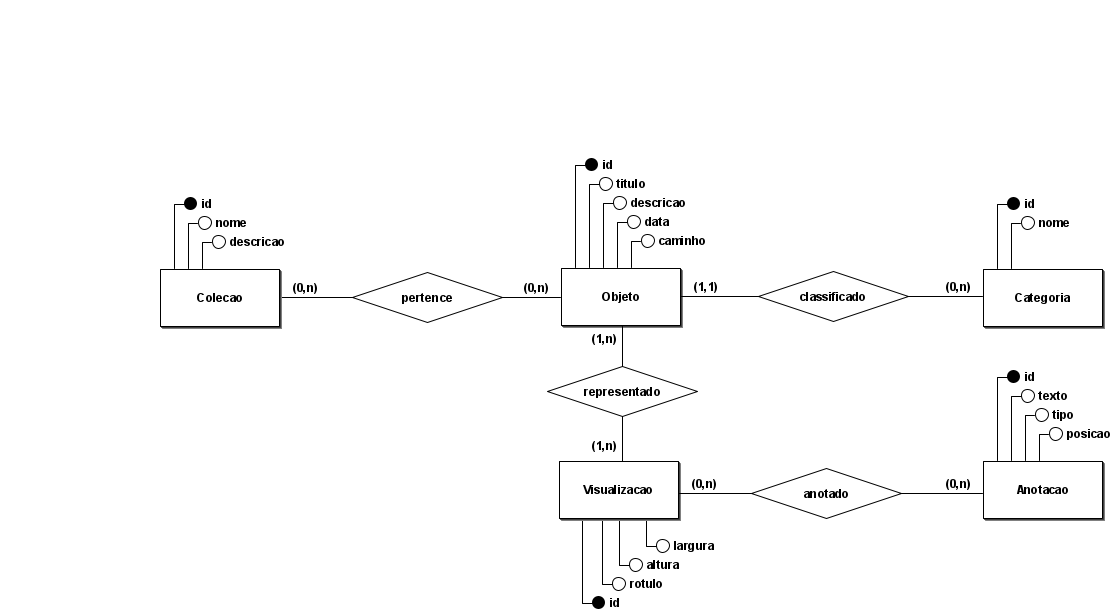 id
titulo
descricao
data
caminho
id
nome
descricao
id
nome
Colecao
(0,n)
pertence
(0,n)
Objeto
(1,1)
classificado
(0,n)
Categoria
(1,n)
representado
(1,n)
id
texto
tipo
posicao
Visualizacao
(0,n)
anotado
(0,n)
Anotacao
largura
altura
rotulo
id